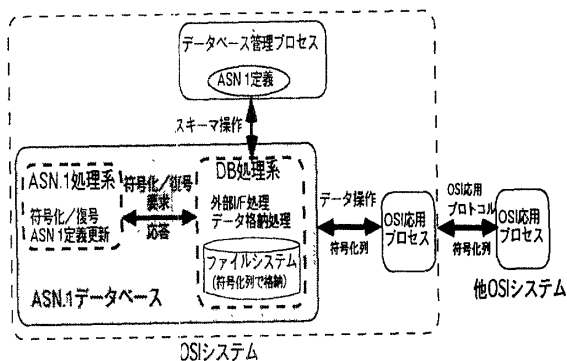 データベース管理プロセス
ASN 1定義
スキーマ操作
ASN.1処理系
符号化／復号
ASN 1定義更新
符号化／復号
要求
応答
DB処理系
外部I/F処理
データ格納処理
ファイルシステム
(符号化列で格納)
ASN.1データベース
データ操作
符号化列
OSI応用
プロセス
OSI応用
プロトコル
符号化列
OSI応用
プロセス
他OSIシステム
OSIシステム